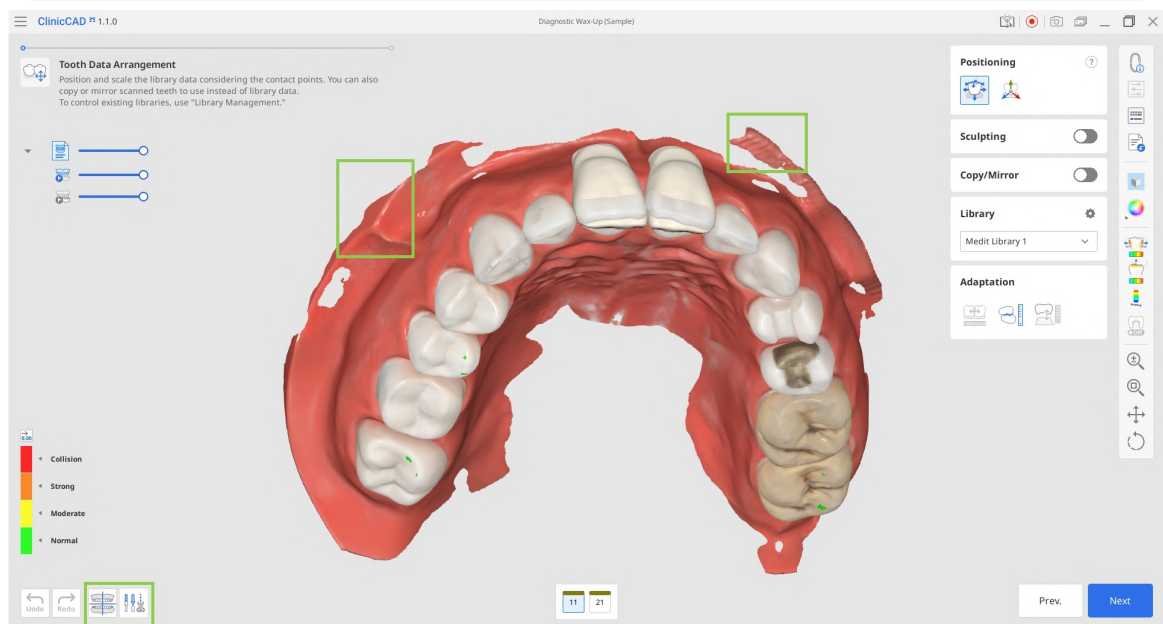 ClinicCAD 1.1.0
Diagnostic Wax-Up (Sample)
Tooth Data Arrangement
Position and scale the library data considering the contact points. You can also
copy or mirror scanned teeth to use instead of library data.
To control existing libraries, use "Library Management."
Positioning
?
Sculpting
Copy/Mirror
Library
Medit Library 1
Adaptation
0.00
Collision
Strong
Moderate
Normal
Undo
Redo
11
21
Prev.
Next